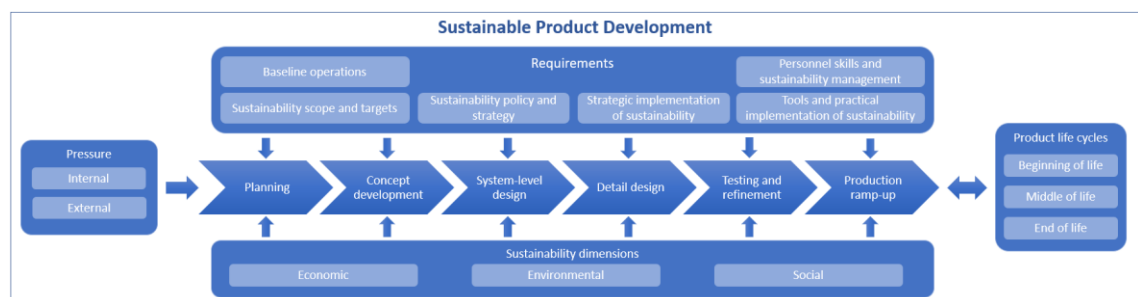 Sustainable Product Development
Requirements
Baseline operations
Personnel skills and
sustainability management
Sustainability scope and targets
Sustainability policy and
strategy
Strategic implementation
of sustainability
Tools and practical
implementation of sustainability
Pressure
Internal
External
Planning
Concept
development
System-level
design
Detail design
Testing and
refinement
Production
ramp-up
Product life cycles
Beginning of life
Middle of life
End of life
Sustainability dimensions
Economic
Environmental
Social